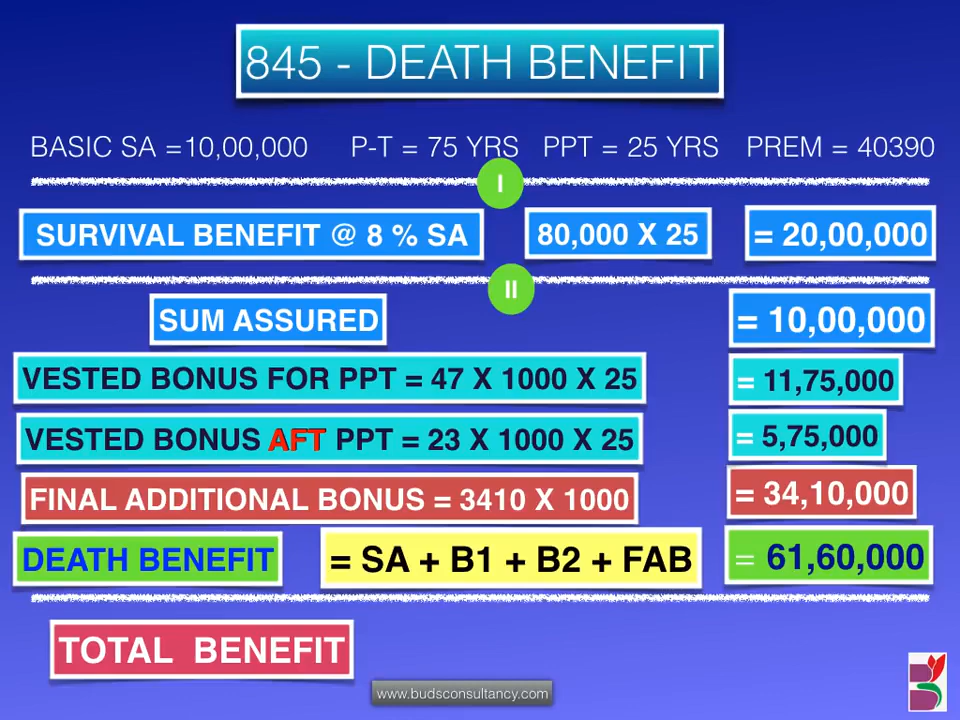 845 - DEATH BENEFIT
BASIC SA =10,00,000 P-T = 75 YRS PPT = 25 YRS PREM = 40390
I
SURVIVAL BENEFIT @ 8 % SA 80,000 X 25 = 20,00,000
II
SUM ASSURED = 10,00,000
VESTED BONUS FOR PPT = 47 X 1000 X 25 = 11,75,000
VESTED BONUS AFT PPT = 23 X 1000 X 25 = 5,75,000
FINAL ADDITIONAL BONUS = 3410 X 1000 = 34,10,000
DEATH BENEFIT = SA + B1 + B2 + FAB = 61,60,000
TOTAL BENEFIT
www.budsconsultancy.com